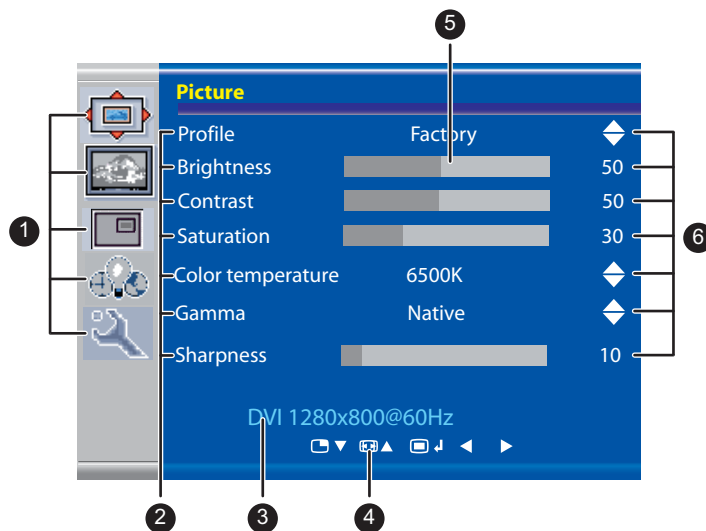 5
Picture
Profile Factory
Brightness 50
Contrast 50
1
Saturation 30
6
Color temperature 6500K
Gamma Native
Sharpness 10
DVI 1280x800@60Hz
2 3 4